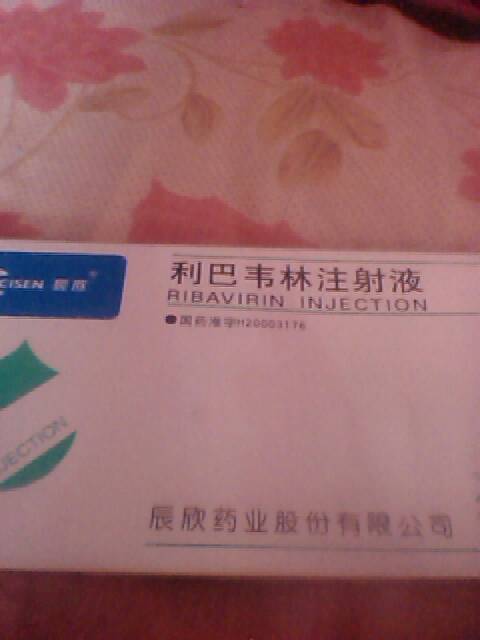 EISEN 辰欣®
利巴韦林注射液
RIBAVIRIN INJECTION
●国药准字H20003176
JECTION
辰欣药业股份有限公司